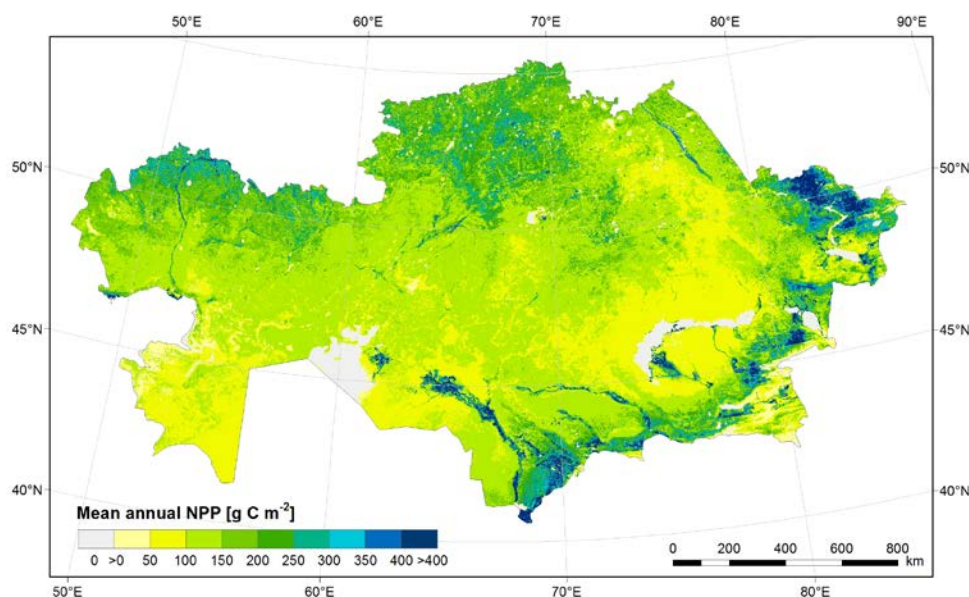 50°E 60°E 70°E 80°E 90°E
50°N 50°N
45°N 45°N
40°N 40°N
Mean annual NPP [g C m⁻²]
0 >0 50 100 150 200 250 300 350 400 >400
0 200 400 600 800
km
50°E 60°E 70°E 80°E